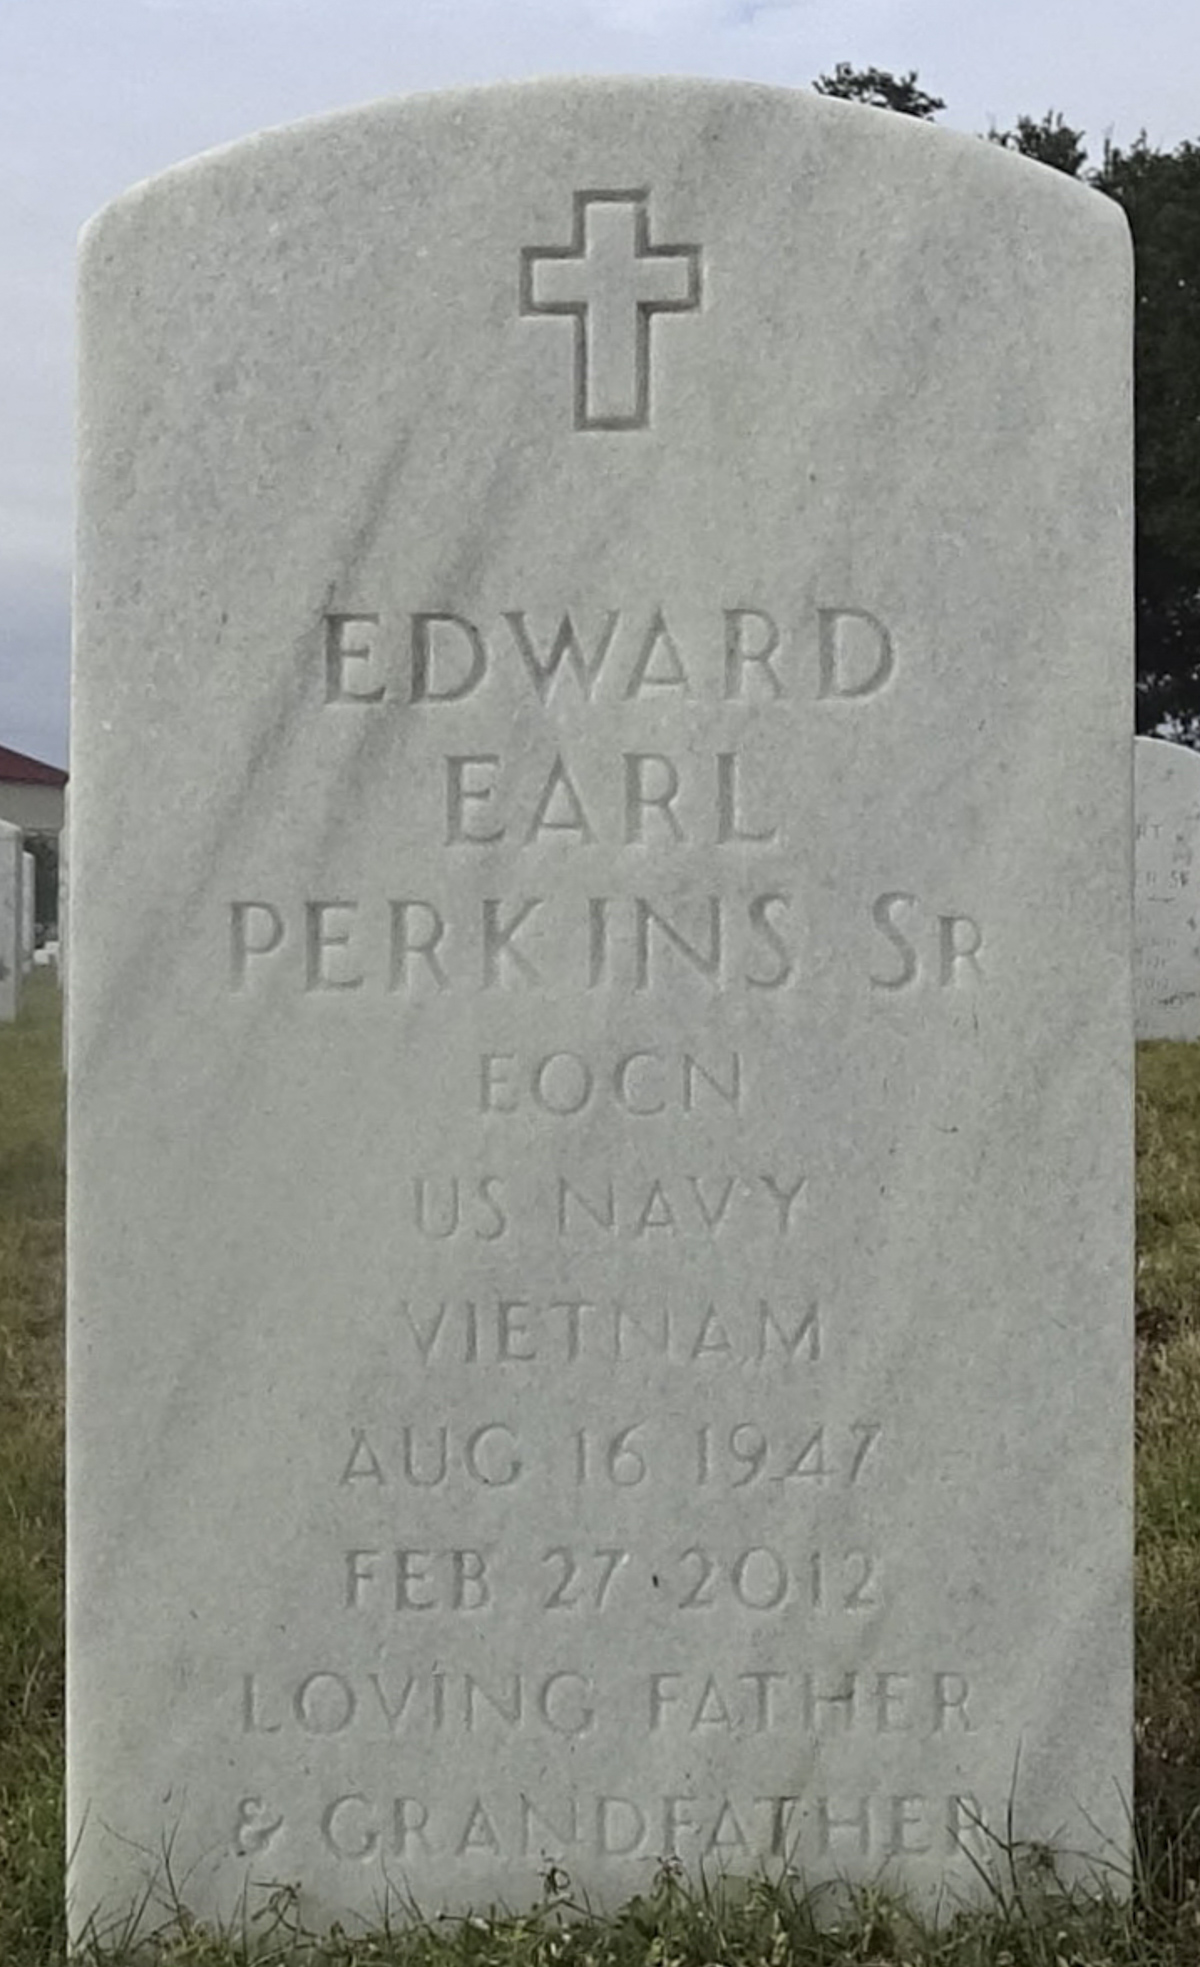 EDWARD
EARL
PERKINS SR
EOCN
US NAVY
VIETNAM
AUG 16 1947
FEB 27 2012
LOVING FATHER
& GRANDFATHER